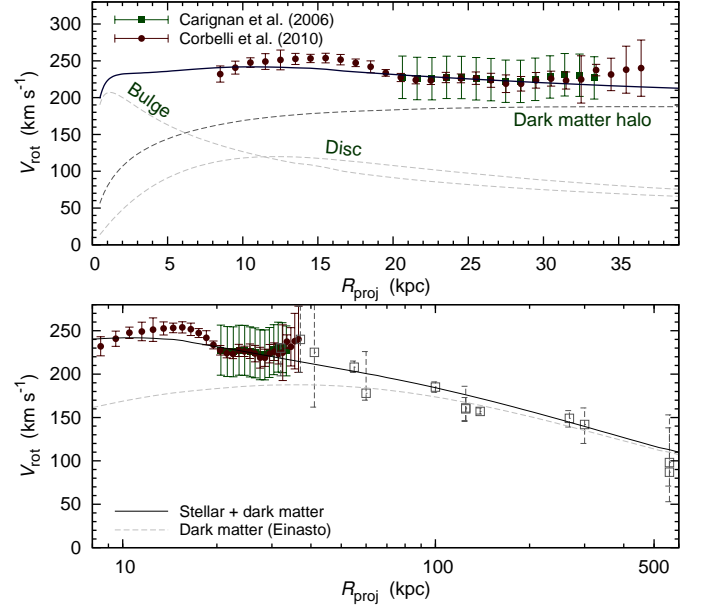 Carignan et al. (2006)
Corbelli et al. (2010)
300
250
200
150
100
50
0
V_rot (km s⁻¹)
Bulge
Disc
Dark matter halo
0 5 10 15 20 25 30 35
R_proj (kpc)
250
200
150
100
50
0
V_rot (km s⁻¹)
Stellar + dark matter
Dark matter (Einasto)
10 100 500
R_proj (kpc)